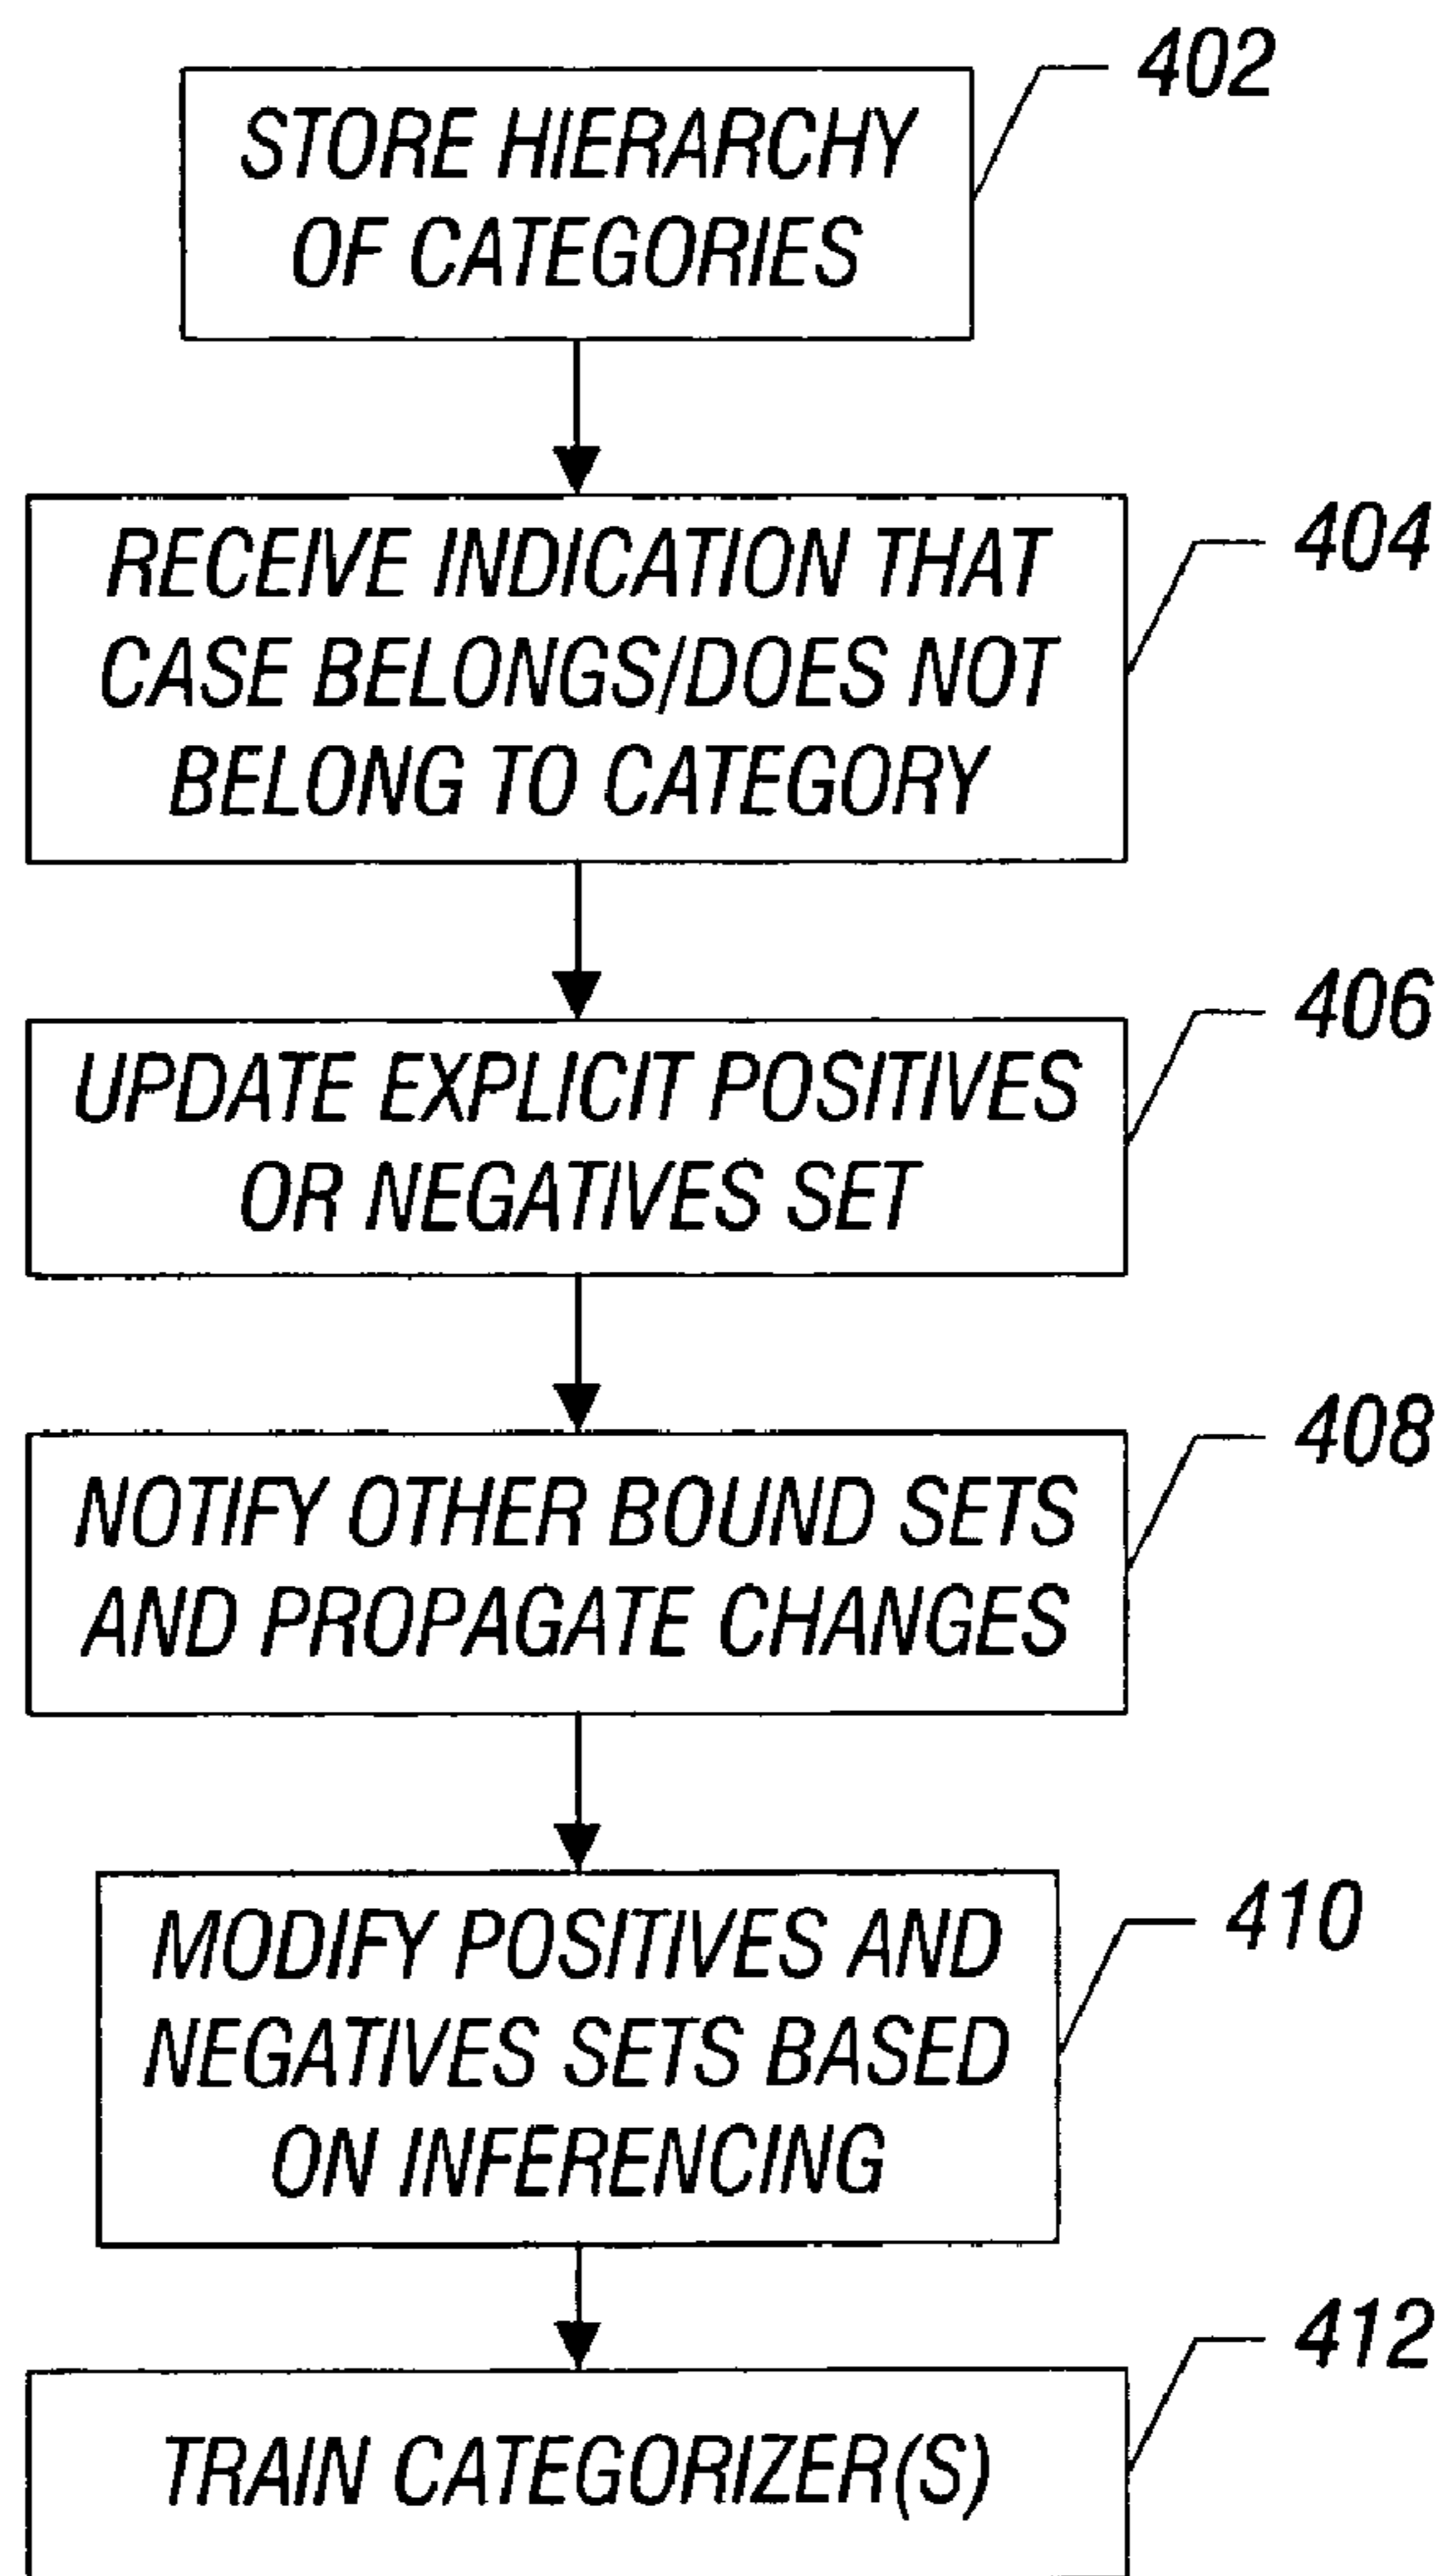 402
STORE HIERARCHY
OF CATEGORIES
404
RECEIVE INDICATION THAT
CASE BELONGS/DOES NOT
BELONG TO CATEGORY
406
UPDATE EXPLICIT POSITIVES
OR NEGATIVES SET
408
NOTIFY OTHER BOUND SETS
AND PROPAGATE CHANGES
410
MODIFY POSITIVES AND
NEGATIVES SETS BASED
ON INFERENCING
412
TRAIN CATEGORIZER(S)